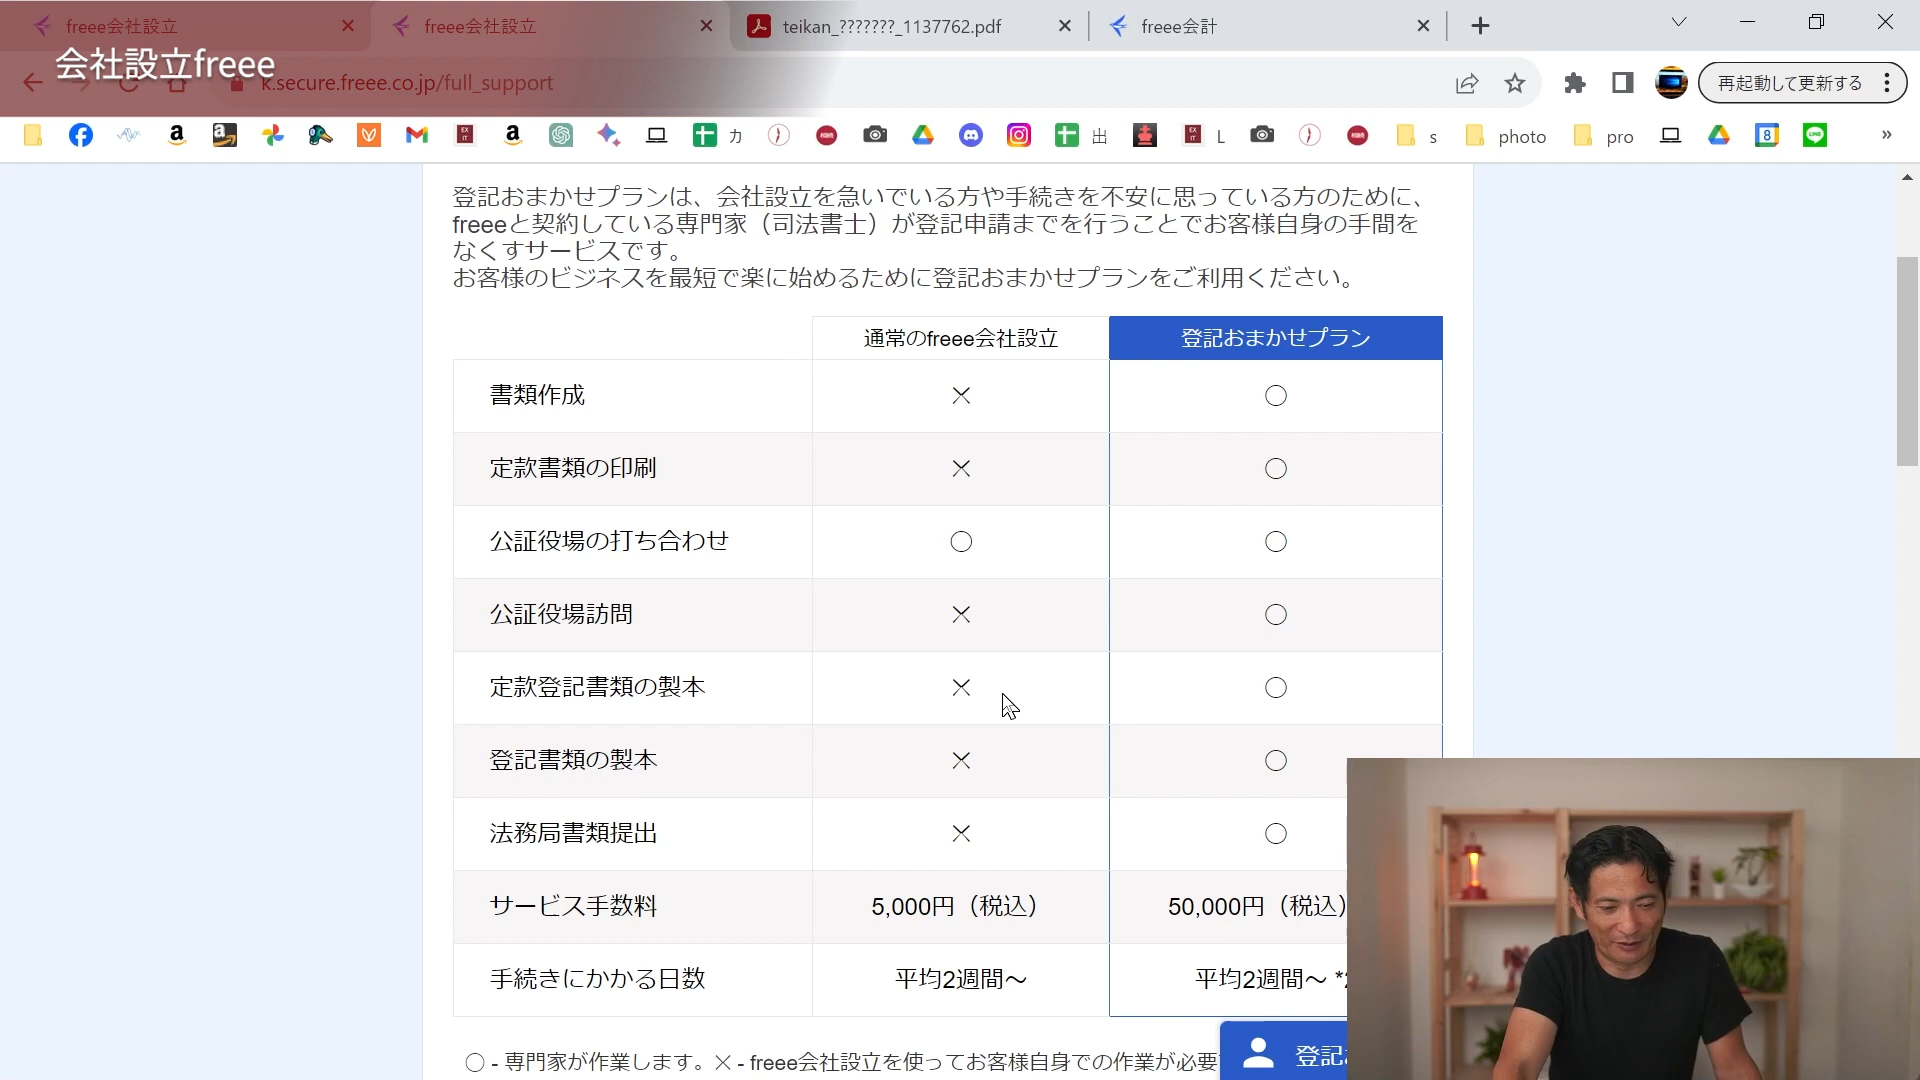 freee会社設立
freee会社設立
teikan_???????_1137762.pdf
freee会計
会社設立freee
k.secure.freee.co.jp/full_support
再起動して更新する
カ
出
L
s
photo
pro
»
登記おまかせプランは、会社設立を急いでいる方や手続きを不安に思っている方のために、
freeeと契約している専門家（司法書士）が登記申請までを行うことでお客様自身の手間を
なくすサービスです。
お客様のビジネスを最短で楽に始めるために登記おまかせプランをご利用ください。
通常のfreee会社設立 登記おまかせプラン
書類作成 × ○
定款書類の印刷 × ○
公証役場の打ち合わせ ○ ○
公証役場訪問 × ○
定款登記書類の製本 × ○
登記書類の製本 × ○
法務局書類提出 × ○
サービス手数料 5,000円（税込） 50,000円（税込）
手続きにかかる日数 平均2週間～ 平均2週間～ *2
○ - 専門家が作業します。× - freee会社設立を使ってお客様自身での作業が必要
登記お